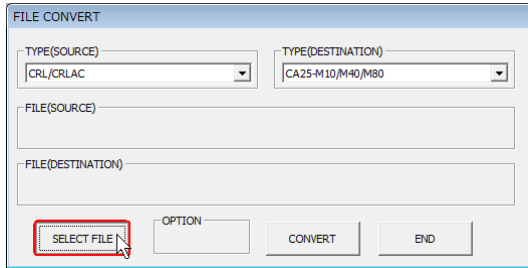 FILE CONVERT
TYPE(SOURCE)
TYPE(DESTINATION)
CRL/CRLAC
CA25-M10/M40/M80
FILE(SOURCE)
FILE(DESTINATION)
OPTION
SELECT FILE
CONVERT
END